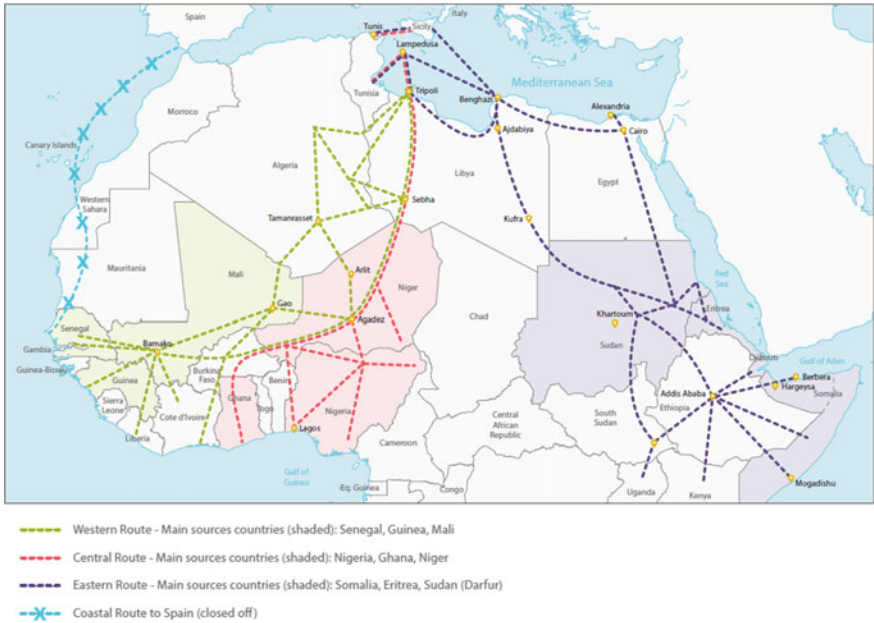 Spain
Italy
Tunis
Sicily
Lampedusa
Mediterranean Sea
Tunisia
Tripoli
Benghazi
Alexandria
Morroco
Ajdabiya
Cairo
Canary Islands
Algeria
Libya
Egypt
Western
Sahara
Sebha
Tamanrasset
Kufra
Mauritania
Mali
Arlit
Niger
Red
Sea
Gao
Chad
Eritrea
Senegal
Agadez
Khartoum
Gambia
Bamako
Sudan
Guinea-Bissau
Burkina
Faso
Djibouti
Gulf of Aden
Guinea
Benin
Berbera
Hargeysa
Sierra
Leone
Cote d'Ivoire
Ghana
Togo
Nigeria
Addis Ababa
Ethiopia
Somalia
Central
African
Republic
South
Sudan
Liberia
Lagos
Cameroon
Gulf of
Guinea
Eq. Guinea
Congo
Uganda
Kenya
Mogadishu
Western Route - Main sources countries (shaded): Senegal, Guinea, Mali
Central Route - Main sources countries (shaded): Nigeria, Ghana, Niger
Eastern Route - Main sources countries (shaded): Somalia, Eritrea, Sudan (Darfur)
Coastal Route to Spain (closed off)